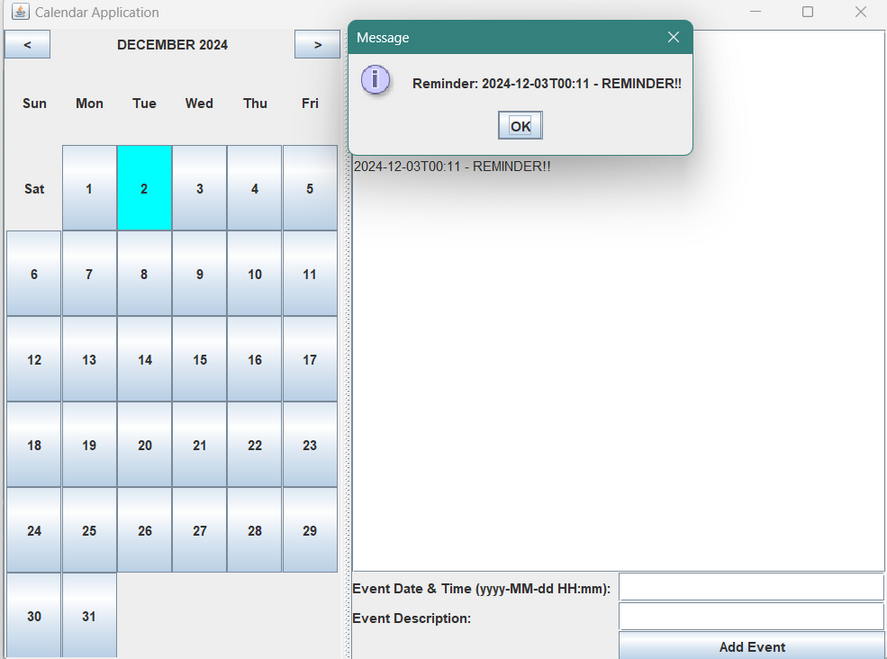 Calendar Application
<
DECEMBER 2024
>
Message
Reminder: 2024-12-03T00:11 - REMINDER!!
OK
Sun Mon Tue Wed Thu Fri
Sat 1 2 3 4 5
6 7 8 9 10 11
12 13 14 15 16 17
18 19 20 21 22 23
24 25 26 27 28 29
30 31
2024-12-03T00:11 - REMINDER!!
Event Date & Time (yyyy-MM-dd HH:mm):
Event Description:
Add Event